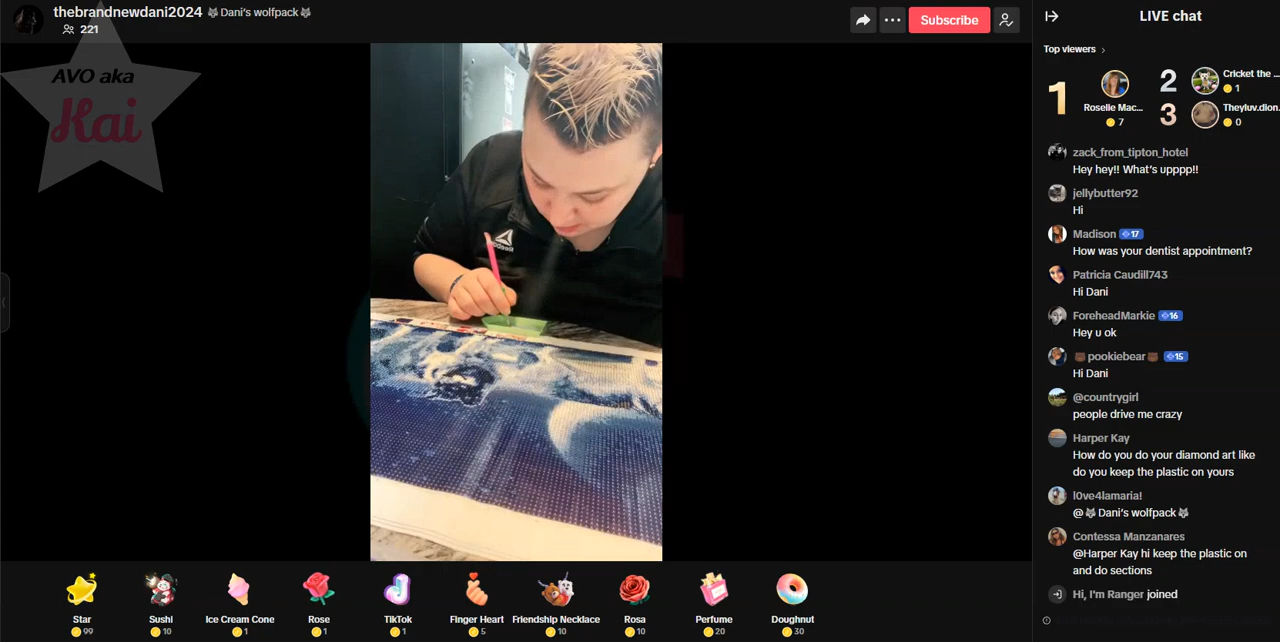 thebrandnewdani2024 🐺Dani's wolfpack🐺
221
Subscribe
AVO aka
Kai
Reebok
LIVE chat
Top viewers
1
Roselle Mac...
7
2
Cricket the ...
1
3
Theyluv.dion.
0
zack_from_tipton_hotel
Hey hey!! What's upppp!!
jellybutter92
Hi
Madison 17
How was your dentist appointment?
Patricia Caudill743
Hi Dani
ForeheadMarkie 16
Hey u ok
🐻pookiebear🐻 15
Hi Dani
@countrygirl
people drive me crazy
Harper Kay
How do you do your diamond art like
do you keep the plastic on yours
l0ve4lamaria!
@🐺Dani's wolfpack🐺
Contessa Manzanares
@Harper Kay hi keep the plastic on
and do sections
Hi, I'm Ranger joined
Star
99
Sushi
10
Ice Cream Cone
1
Rose
1
TikTok
1
Finger Heart
5
Friendship Necklace
10
Rosa
10
Perfume
20
Doughnut
30